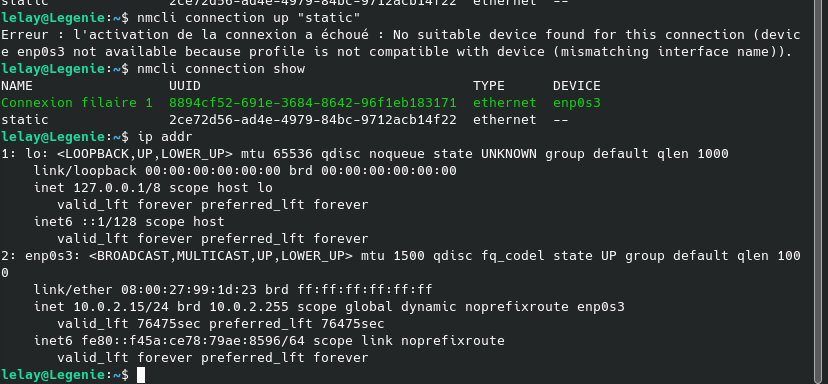 static         2ce72d56-ad4e-4979-84bc-9712acb14f22  ethernet  --
lelay@Legenie:~$ nmcli connection up "static"
Erreur : l'activation de la connexion a échoué : No suitable device found for this connection (devic
e enp0s3 not available because profile is not compatible with device (mismatching interface name)).
lelay@Legenie:~$ nmcli connection show
NAME                 UUID                                  TYPE      DEVICE
Connexion filaire 1  8894cf52-691e-3684-8642-96f1eb183171  ethernet  enp0s3
static               2ce72d56-ad4e-4979-84bc-9712acb14f22  ethernet  --
lelay@Legenie:~$ ip addr
1: lo: <LOOPBACK,UP,LOWER_UP> mtu 65536 qdisc noqueue state UNKNOWN group default qlen 1000
    link/loopback 00:00:00:00:00:00 brd 00:00:00:00:00:00
    inet 127.0.0.1/8 scope host lo
       valid_lft forever preferred_lft forever
    inet6 ::1/128 scope host
       valid_lft forever preferred_lft forever
2: enp0s3: <BROADCAST,MULTICAST,UP,LOWER_UP> mtu 1500 qdisc fq_codel state UP group default qlen 100
0
    link/ether 08:00:27:99:1d:23 brd ff:ff:ff:ff:ff:ff
    inet 10.0.2.15/24 brd 10.0.2.255 scope global dynamic noprefixroute enp0s3
       valid_lft 76475sec preferred_lft 76475sec
    inet6 fe80::f45a:ce78:79ae:8596/64 scope link noprefixroute
       valid_lft forever preferred_lft forever
lelay@Legenie:~$